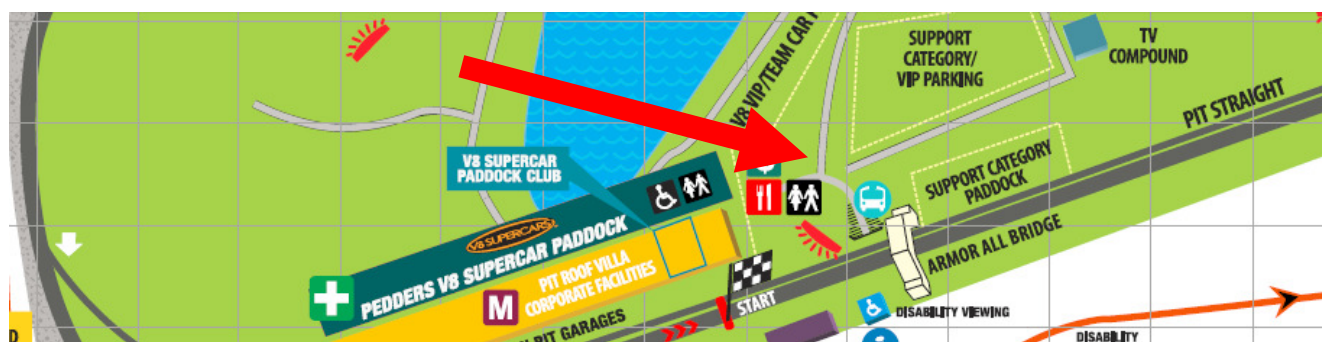 SUPPORT
CATEGORY/
VIP PARKING
TV
COMPOUND
V8 VIP/TEAM CAR
PIT STRAIGHT
V8 SUPERCAR
PADDOCK CLUB
SUPPORT CATEGORY
PADDOCK
V8 SUPERCARS
PEDDERS V8 SUPERCAR PADDOCK
PIT ROOF VILLA
CORPORATE FACILITIES
M
ARMOR ALL BRIDGE
START
PIT GARAGES
DISABILITY VIEWING
DISABILITY
D